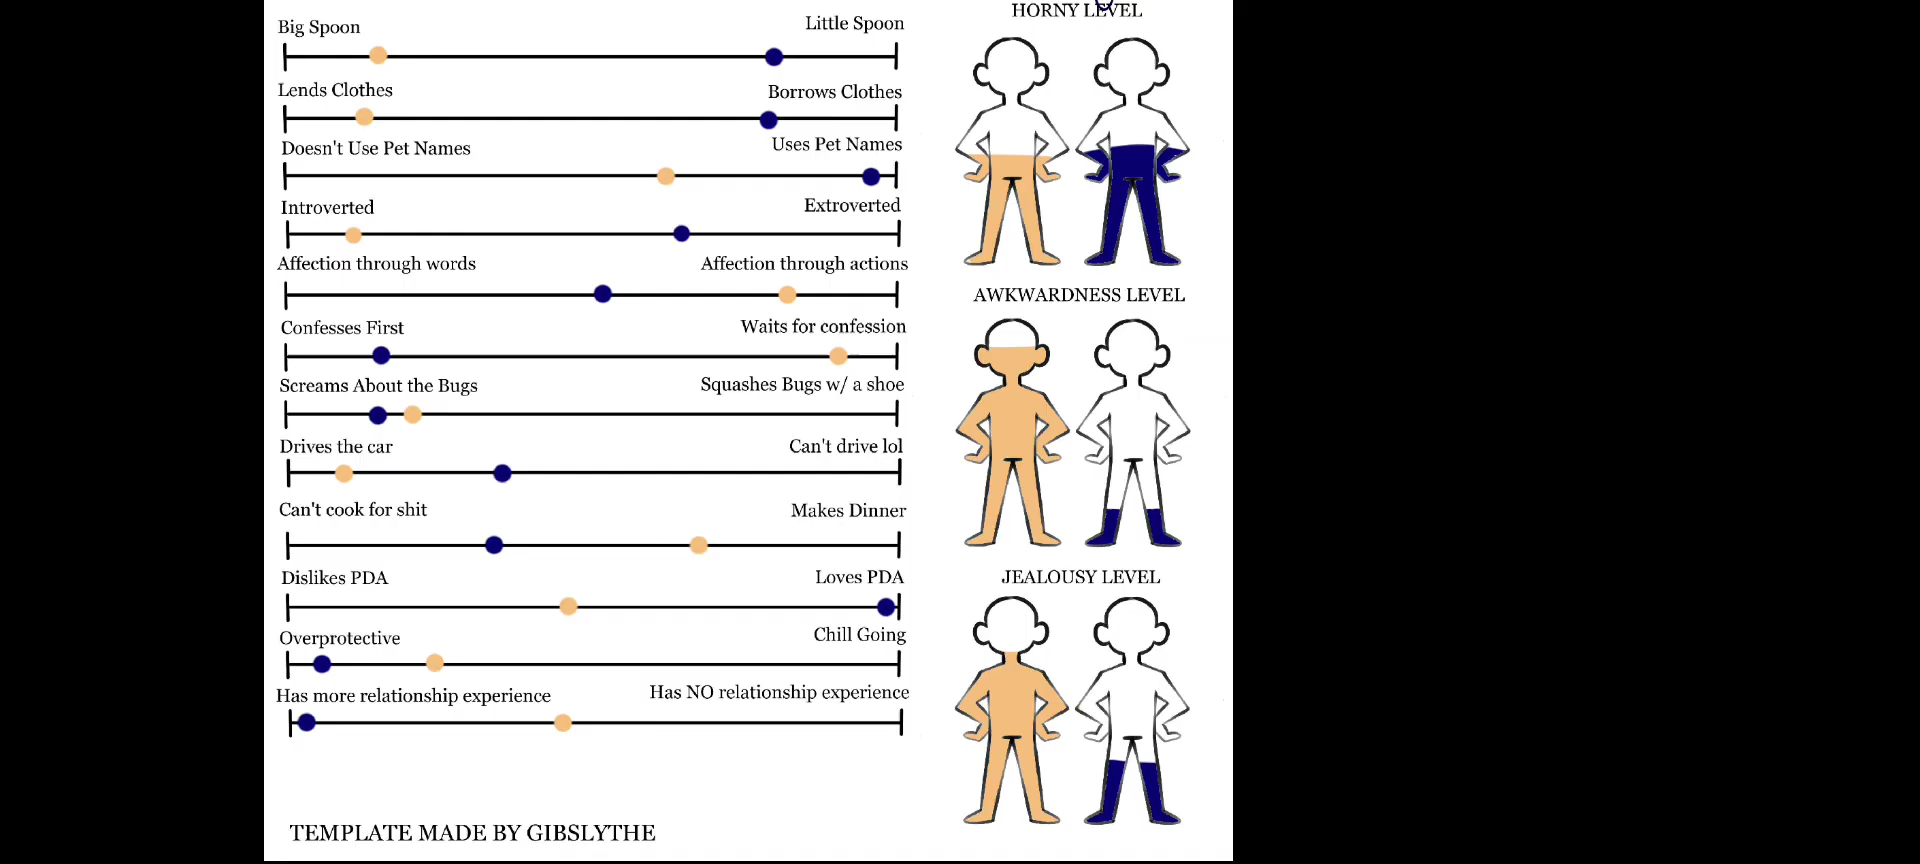 Big Spoon Little Spoon
Lends Clothes Borrows Clothes
Doesn't Use Pet Names Uses Pet Names
Introverted Extroverted
Affection through words Affection through actions
Confesses First Waits for confession
Screams About the Bugs Squashes Bugs w/ a shoe
Drives the car Can't drive lol
Can't cook for shit Makes Dinner
Dislikes PDA Loves PDA
Overprotective Chill Going
Has more relationship experience Has NO relationship experience
TEMPLATE MADE BY GIBSLYTHE
HORNY LEVEL
AWKWARDNESS LEVEL
JEALOUSY LEVEL